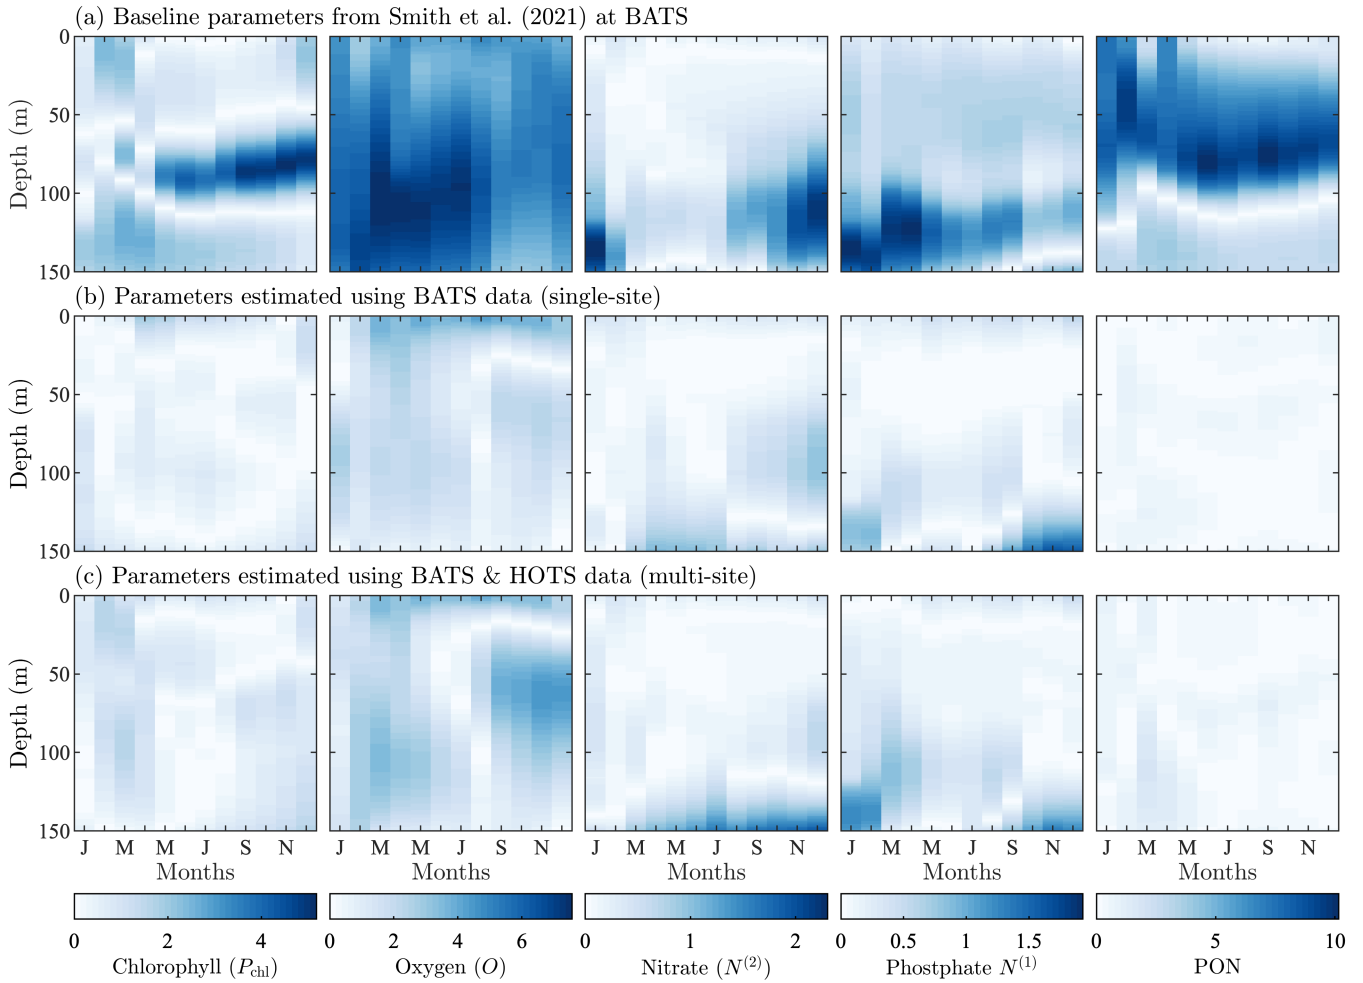 (a) Baseline parameters from Smith et al. (2021) at BATS
0
50
100
150
Depth (m)
(b) Parameters estimated using BATS data (single-site)
0
50
100
150
Depth (m)
(c) Parameters estimated using BATS & HOTS data (multi-site)
0
50
100
150
Depth (m)
J M M J S N J M M J S N J M M J S N J M M J S N J M M J S N
Months Months Months Months Months
0 2 4 0 2 4 6 0 1 2 0 0.5 1 1.5 0 5 10
Chlorophyll (Pchl) Oxygen (O) Nitrate (N(2)) Phostphate N(1) PON